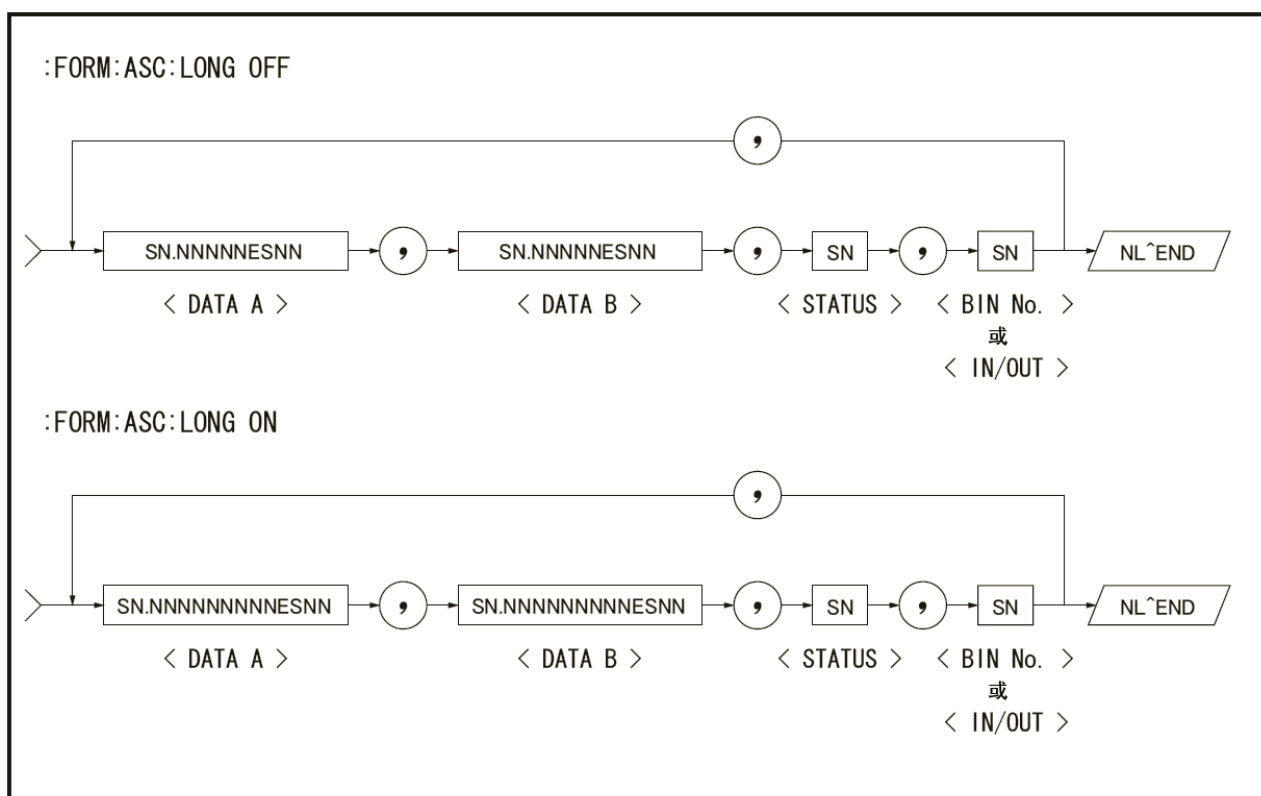 :FORM:ASC:LONG OFF
,
SN.NNNNNESNN , SN.NNNNNESNN , SN , SN NL^END
< DATA A > < DATA B > < STATUS > < BIN No. >
或
< IN/OUT >
:FORM:ASC:LONG ON
,
SN.NNNNNNNNNESNN , SN.NNNNNNNNNESNN , SN , SN NL^END
< DATA A > < DATA B > < STATUS > < BIN No. >
或
< IN/OUT >